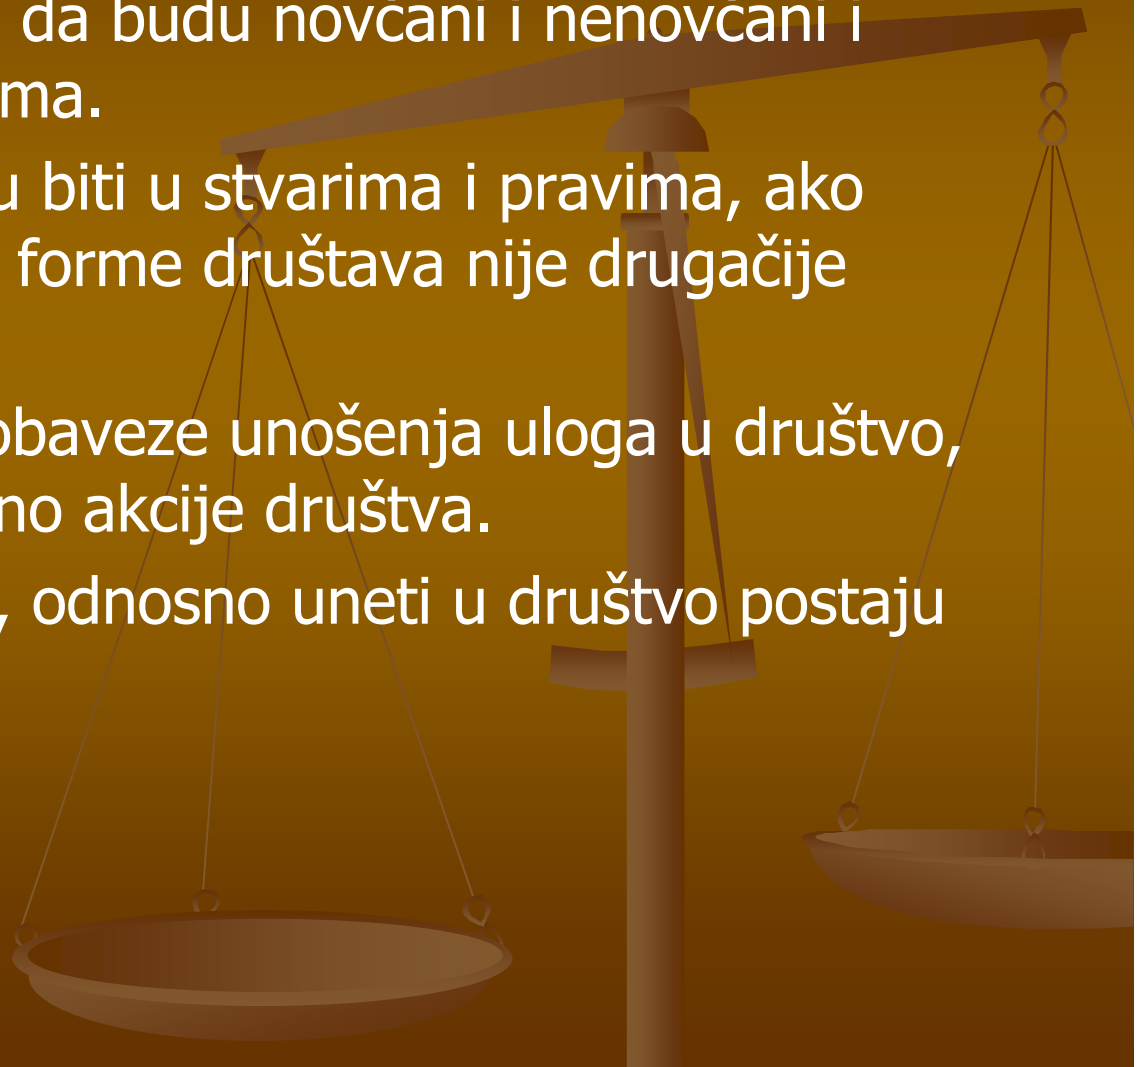 da budu novčani i nenovčani i
ma.
u biti u stvarima i pravima, ako
forme društava nije drugačije
obaveze unošenja uloga u društvo,
no akcije društva.
, odnosno uneti u društvo postaju